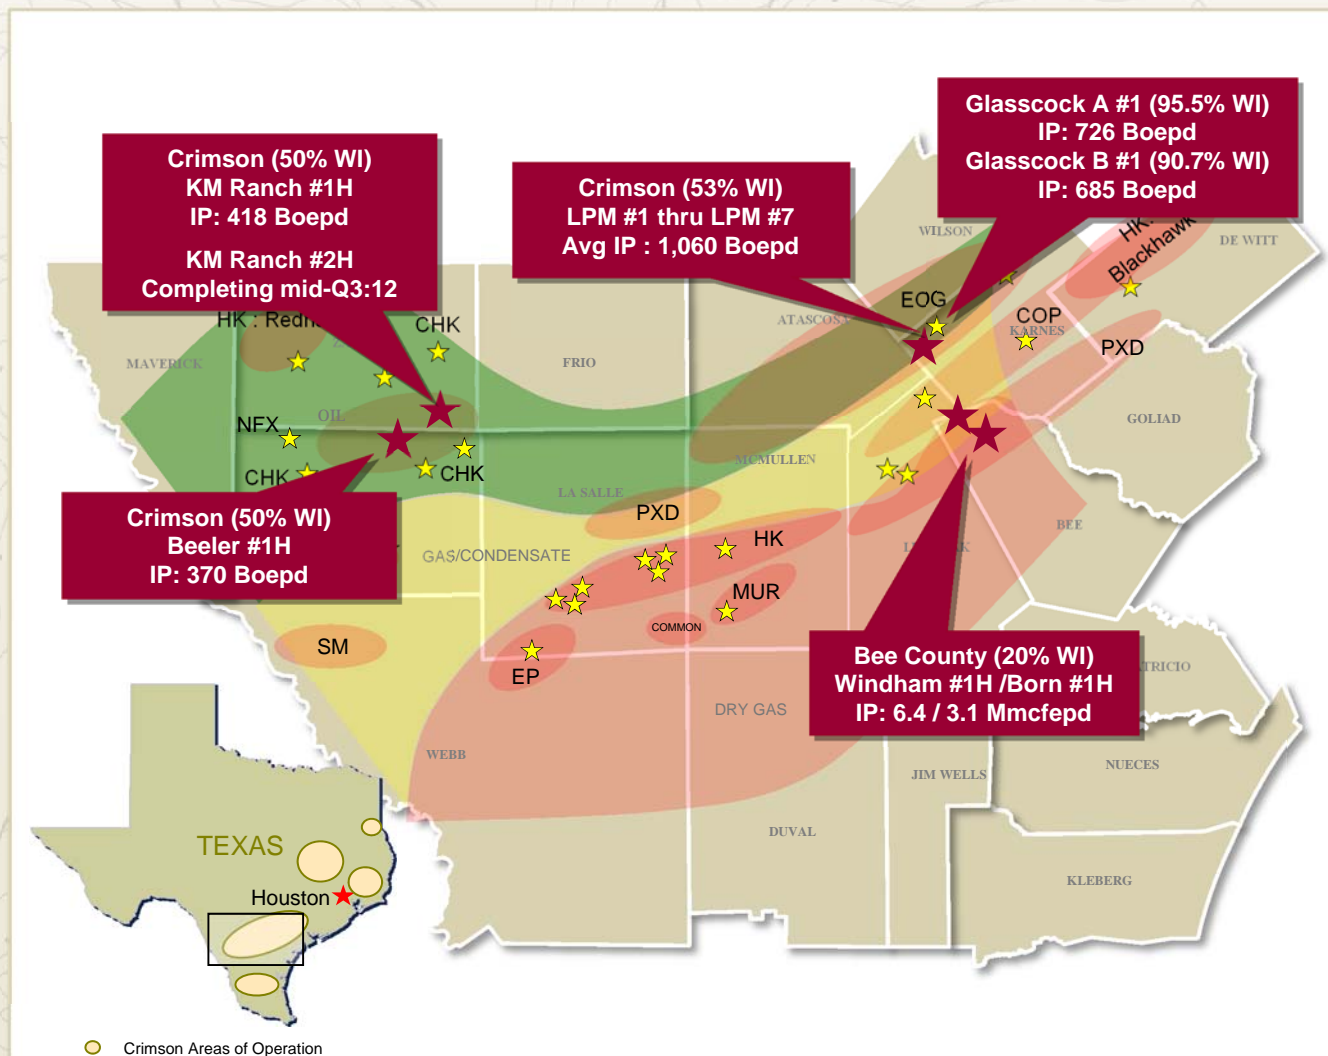 Glasscock A #1 (95.5% WI)
IP: 726 Boepd
Glasscock B #1 (90.7% WI)
IP: 685 Boepd
Crimson (50% WI)
KM Ranch #1H
IP: 418 Boepd
KM Ranch #2H
Completing mid-Q3:12
Crimson (53% WI)
LPM #1 thru LPM #7
Avg IP : 1,060 Boepd
WILSON
HK:
Blackhawk
DE WITT
EOG
ATASCOSA
COP
KARNES
PXD
HK : Redh
CHK
MAVERICK
FRIO
OIL
GOLIAD
NFX
CHK
CHK
MCMULLEN
LA SALLE
PXD
BEE
Crimson (50% WI)
Beeler #1H
IP: 370 Boepd
GAS/CONDENSATE
HK
MUR
COMMON
SM
EP
Bee County (20% WI)
Windham #1H /Born #1H
IP: 6.4 / 3.1 Mmcfepd
TRICIO
DRY GAS
WEBB
NUECES
JIM WELLS
DUVAL
KLEBERG
TEXAS
Houston
Crimson Areas of Operation